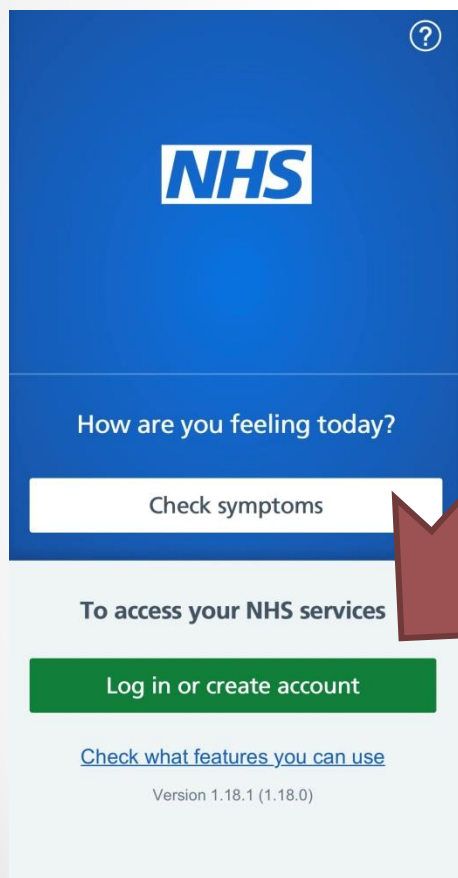 ?
NHS
How are you feeling today?
Check symptoms
To access your NHS services
Log in or create account
Check what features you can use
Version 1.18.1 (1.18.0)